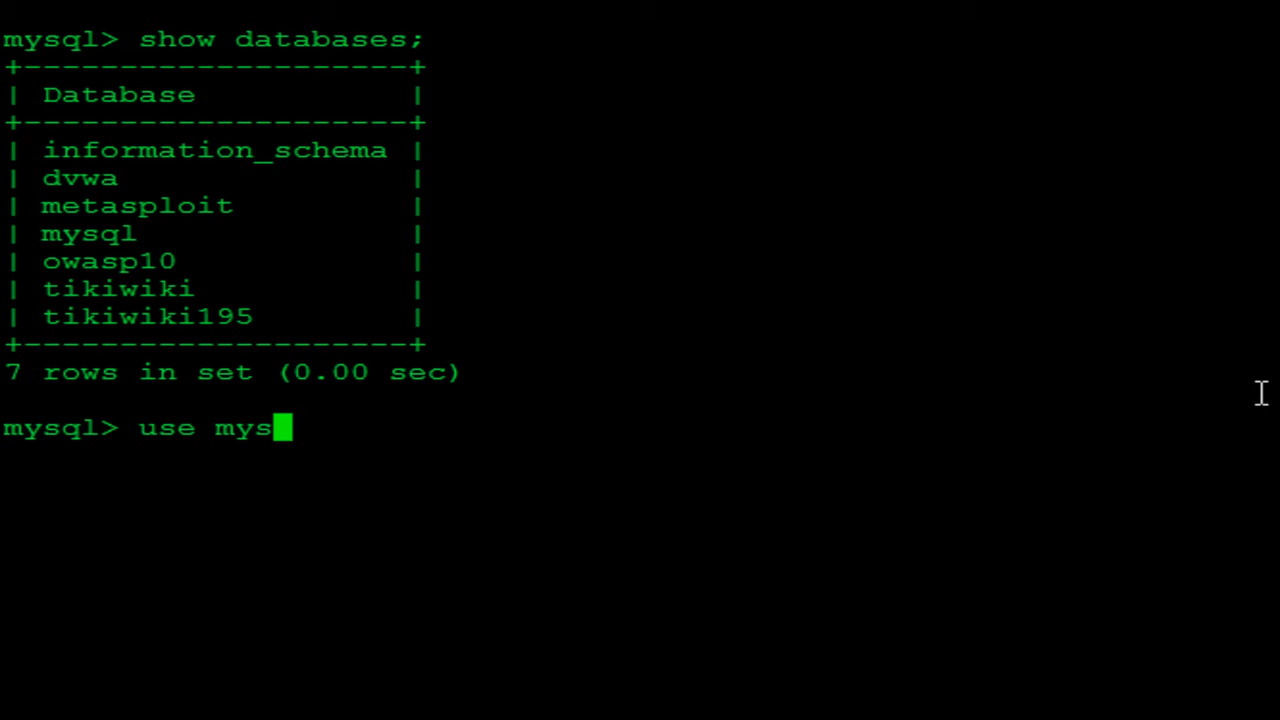 mysql> show databases;
+--------------------+
| Database           |
+--------------------+
| information_schema |
| dvwa               |
| metasploit         |
| mysql              |
| owasp10            |
| tikiwiki           |
| tikiwiki195        |
+--------------------+
7 rows in set (0.00 sec)
mysql> use mys